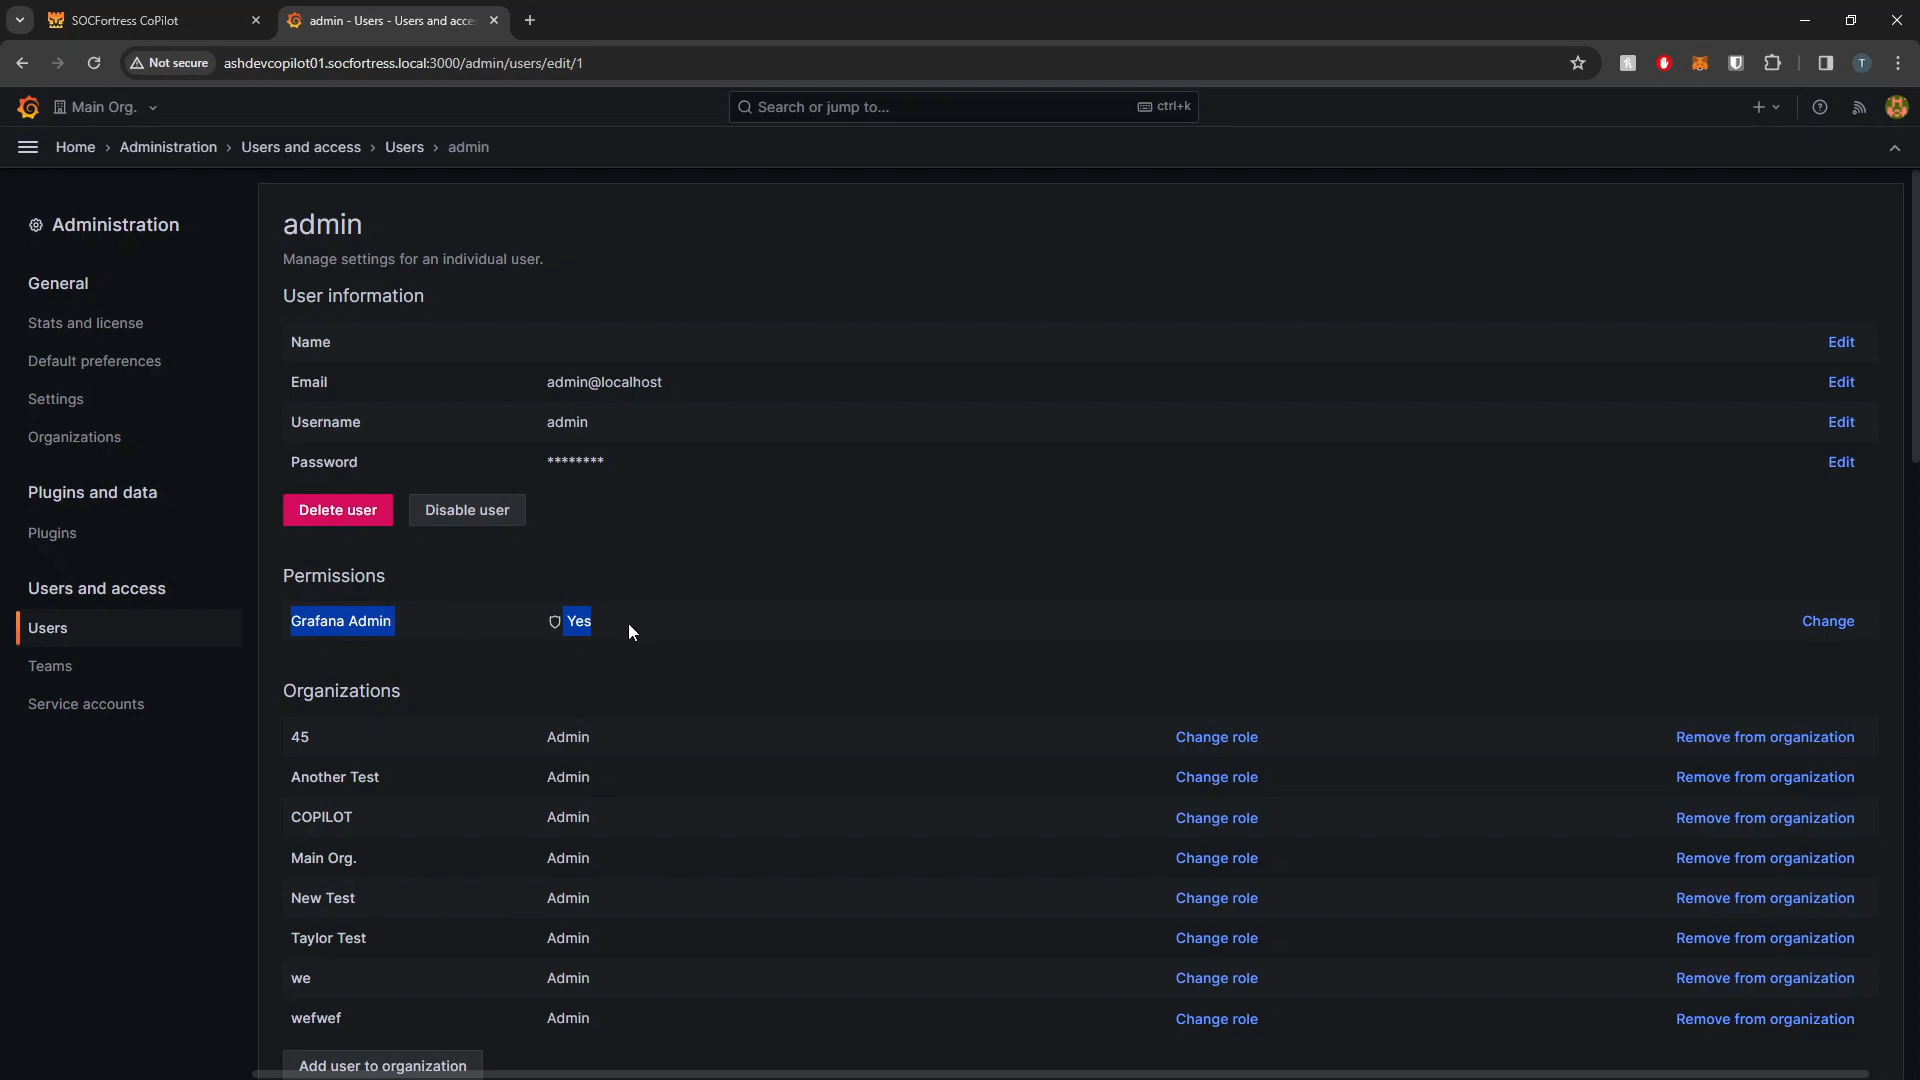 SOCFortress CoPilot
admin - Users - Users and acce
Not secure
ashdevcopilot01.socfortress.local:3000/admin/users/edit/1
T
Main Org.
Search or jump to...
ctrl+k
Home › Administration › Users and access › Users › admin
Administration
General
Stats and license
Default preferences
Settings
Organizations
Plugins and data
Plugins
Users and access
Users
Teams
Service accounts
admin
Manage settings for an individual user.
User information
Name Edit
Email admin@localhost Edit
Username admin Edit
Password ******** Edit
Delete user Disable user
Permissions
Grafana Admin Yes Change
Organizations
45 Admin Change role Remove from organization
Another Test Admin Change role Remove from organization
COPILOT Admin Change role Remove from organization
Main Org. Admin Change role Remove from organization
New Test Admin Change role Remove from organization
Taylor Test Admin Change role Remove from organization
we Admin Change role Remove from organization
wefwef Admin Change role Remove from organization
Add user to organization